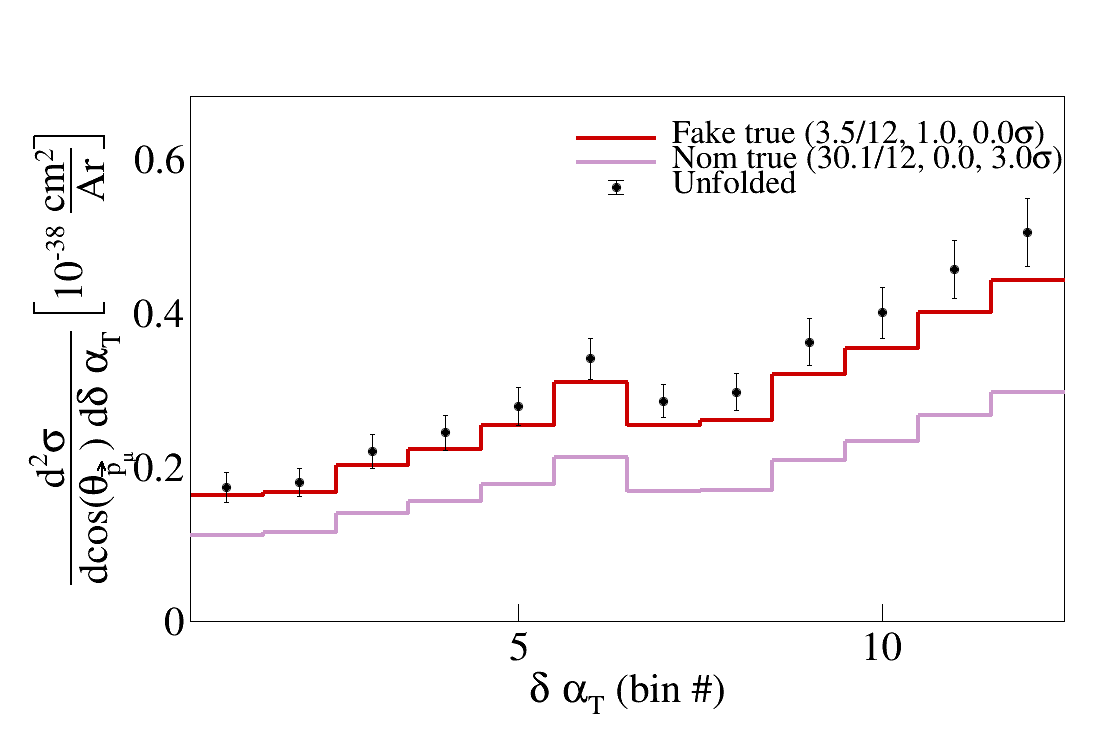 Fake true (3.5/12, 1.0, 0.0σ)
Nom true (30.1/12, 0.0, 3.0σ)
Unfolded
d²σ / dcos(θ_p⃗_μ) dδ α_T [10⁻³⁸ cm²/Ar]
0.6
0.4
0.2
0
5
10
δ α_T (bin #)